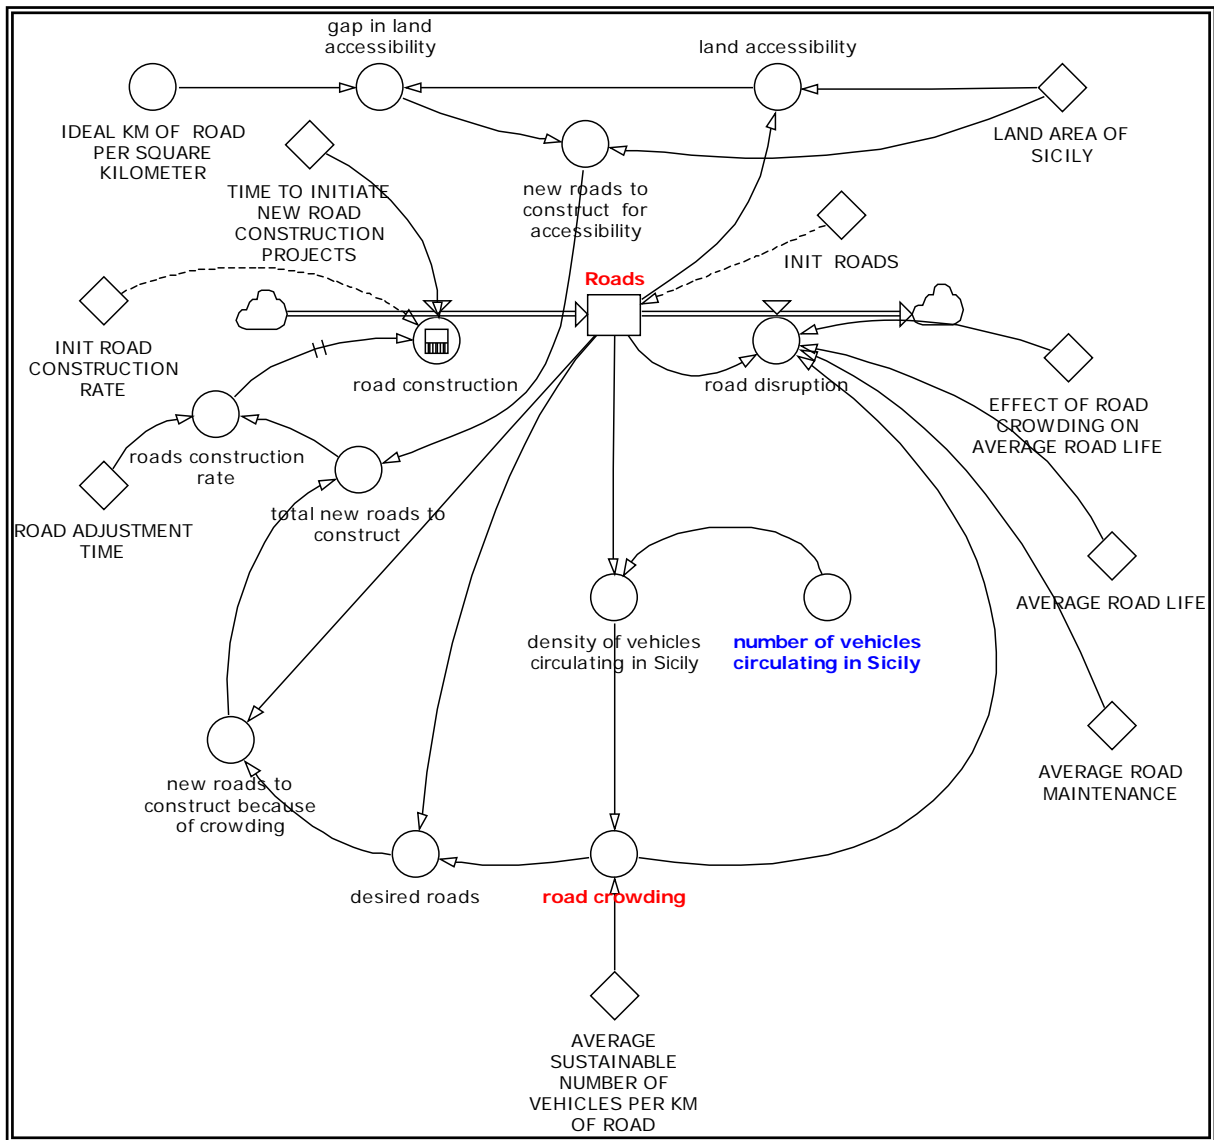 gap in land
accessibility
land accessibility
IDEAL KM OF ROAD
PER SQUARE
KILOMETER
LAND AREA OF
SICILY
TIME TO INITIATE
NEW ROAD
CONSTRUCTION
PROJECTS
new roads to
construct for
accessibility
INIT ROADS
Roads
INIT ROAD
CONSTRUCTION
RATE
road construction
road disruption
EFFECT OF ROAD
CROWDING ON
AVERAGE ROAD LIFE
roads construction
rate
total new roads to
construct
ROAD ADJUSTMENT
TIME
AVERAGE ROAD LIFE
density of vehicles
circulating in Sicily
number of vehicles
circulating in Sicily
new roads to
construct because
of crowding
AVERAGE ROAD
MAINTENANCE
desired roads
road crowding
AVERAGE
SUSTAINABLE
NUMBER OF
VEHICLES PER KM
OF ROAD